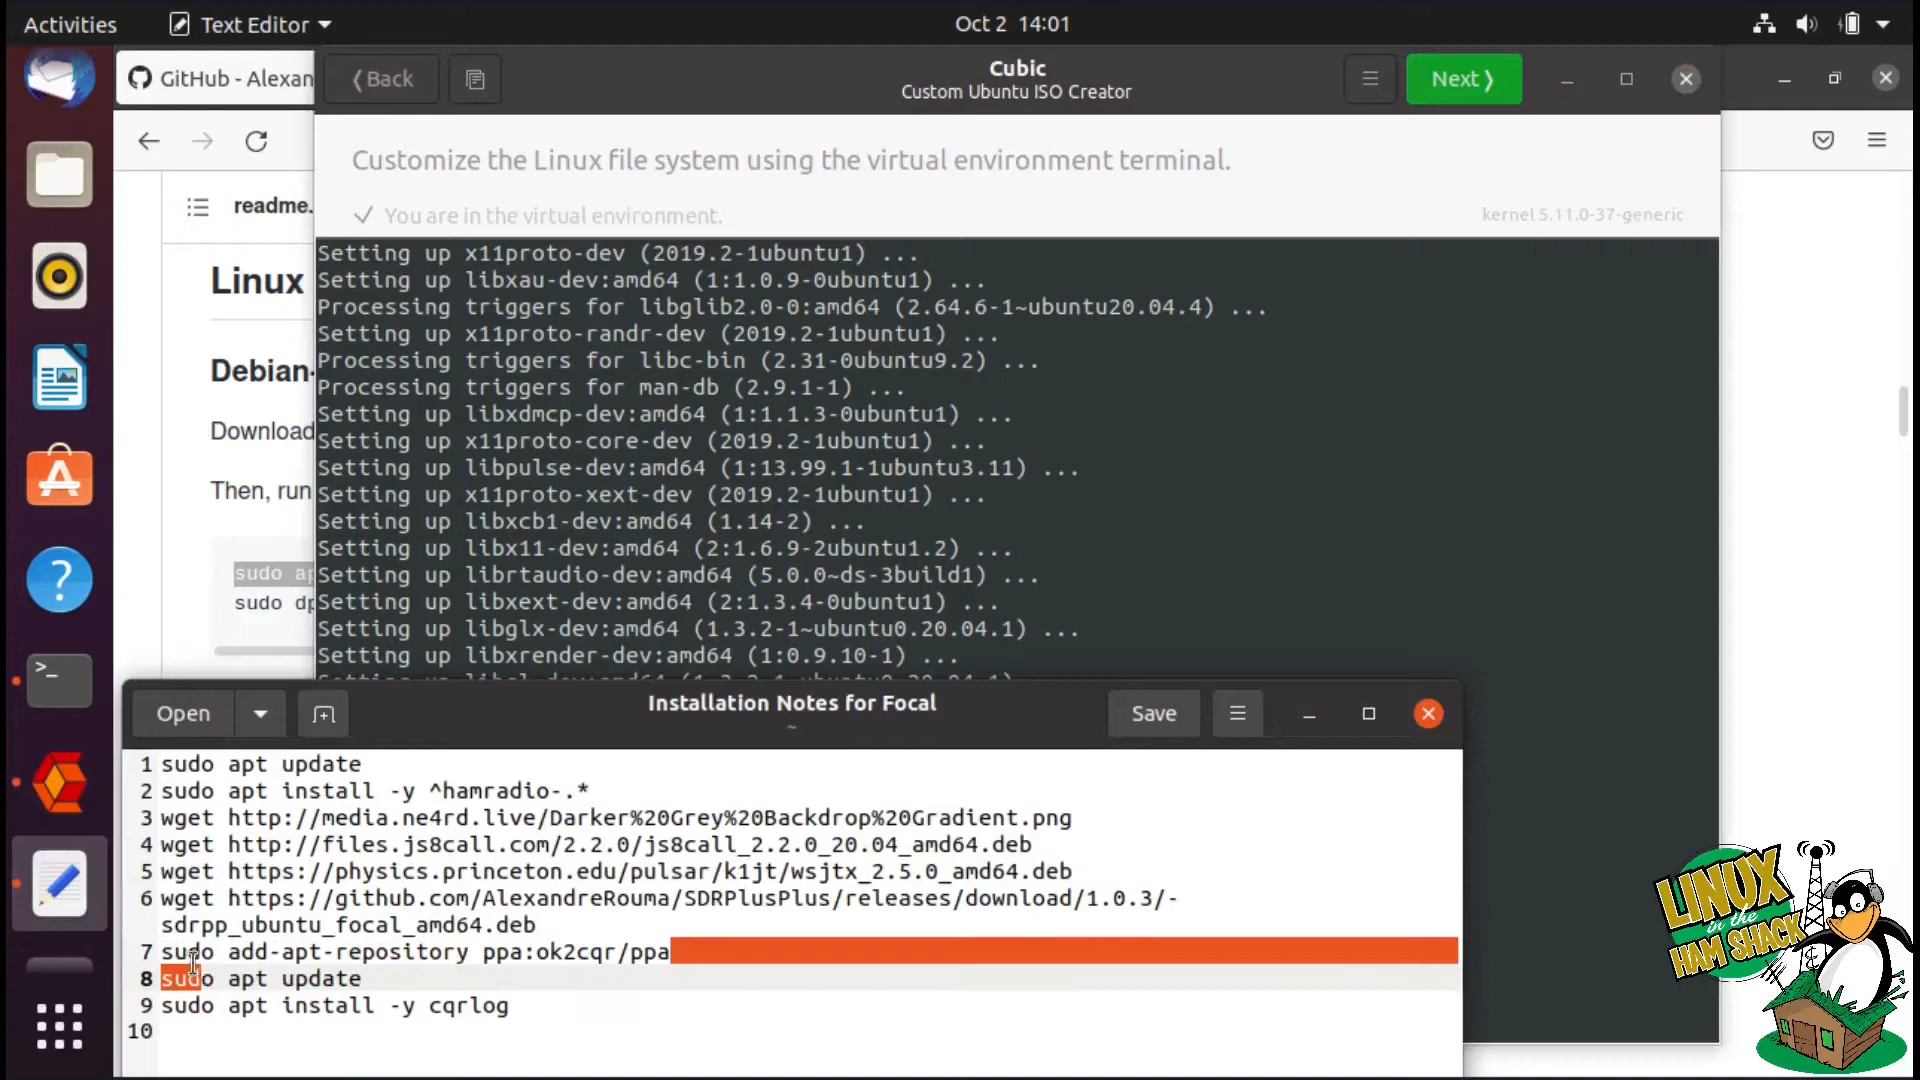 Activities
Text Editor
Oct 2 14:01
GitHub - Alexan
Back
Cubic
Custom Ubuntu ISO Creator
Next
Customize the Linux file system using the virtual environment terminal.
You are in the virtual environment.
kernel 5.11.0-37-generic
readme.
Linux
Debian-
Download
Then, run
sudo ap
sudo dp
Setting up x11proto-dev (2019.2-1ubuntu1) ...
Setting up libxau-dev:amd64 (1:1.0.9-0ubuntu1) ...
Processing triggers for libglib2.0-0:amd64 (2.64.6-1~ubuntu20.04.4) ...
Setting up x11proto-randr-dev (2019.2-1ubuntu1) ...
Processing triggers for libc-bin (2.31-0ubuntu9.2) ...
Processing triggers for man-db (2.9.1-1) ...
Setting up libxdmcp-dev:amd64 (1:1.1.3-0ubuntu1) ...
Setting up x11proto-core-dev (2019.2-1ubuntu1) ...
Setting up libpulse-dev:amd64 (1:13.99.1-1ubuntu3.11) ...
Setting up x11proto-xext-dev (2019.2-1ubuntu1) ...
Setting up libxcb1-dev:amd64 (1.14-2) ...
Setting up libx11-dev:amd64 (2:1.6.9-2ubuntu1.2) ...
Setting up librtaudio-dev:amd64 (5.0.0~ds-3build1) ...
Setting up libxext-dev:amd64 (2:1.3.4-0ubuntu1) ...
Setting up libglx-dev:amd64 (1.3.2-1~ubuntu0.20.04.1) ...
Setting up libxrender-dev:amd64 (1:0.9.10-1) ...
Open
Installation Notes for Focal
~
Save
1 sudo apt update
2 sudo apt install -y ^hamradio-.*
3 wget http://media.ne4rd.live/Darker%20Grey%20Backdrop%20Gradient.png
4 wget http://files.js8call.com/2.2.0/js8call_2.2.0_20.04_amd64.deb
5 wget https://physics.princeton.edu/pulsar/k1jt/wsjtx_2.5.0_amd64.deb
6 wget https://github.com/AlexandreRouma/SDRPlusPlus/releases/download/1.0.3/-
sdrpp_ubuntu_focal_amd64.deb
7 sudo add-apt-repository ppa:ok2cqr/ppa
8 sudo apt update
9 sudo apt install -y cqrlog
10
LINUX
in the
HAM SHACK